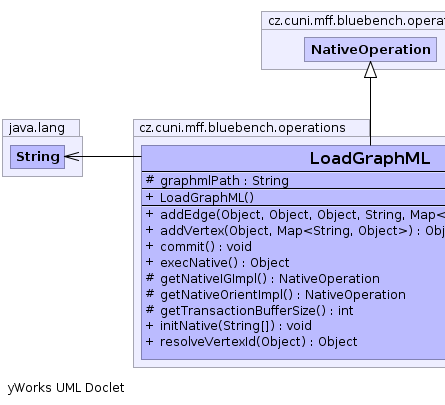 cz.cuni.mff.bluebench.opera
NativeOperation
java.lang
String
cz.cuni.mff.bluebench.operations
LoadGraphML
# graphmlPath : String
+ LoadGraphML()
+ addEdge(Object, Object, Object, String, Map<
+ addVertex(Object, Map<String, Object>) : Obj
+ commit() : void
+ execNative() : Object
# getNativeIGImpl() : NativeOperation
# getNativeOrientImpl() : NativeOperation
# getTransactionBufferSize() : int
+ initNative(String[]) : void
+ resolveVertexId(Object) : Object
yWorks UML Doclet